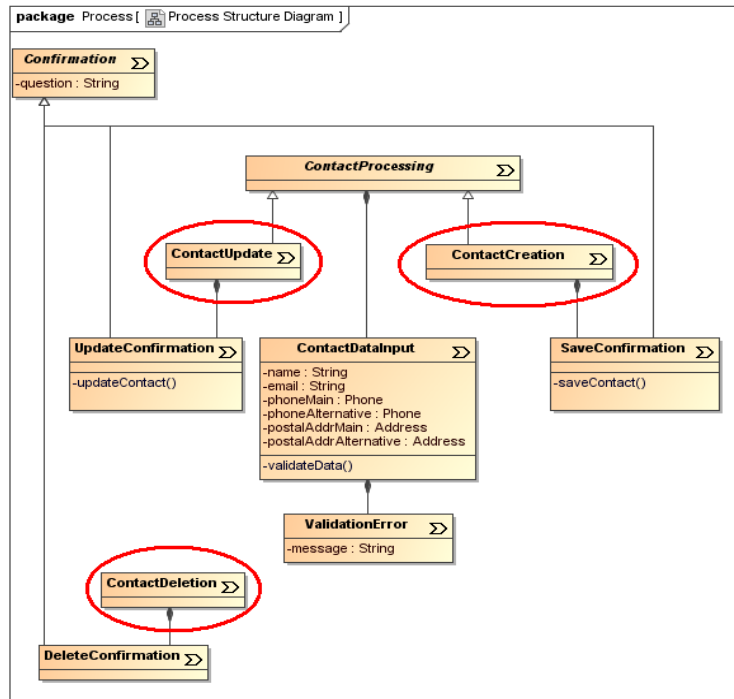 package Process [ Process Structure Diagram ]
Confirmation
-question : String
ContactProcessing
ContactUpdate
ContactCreation
UpdateConfirmation
-updateContact()
ContactDataInput
-name : String
-email : String
-phoneMain : Phone
-phoneAlternative : Phone
-postalAddrMain : Address
-postalAddrAlternative : Address
-validateData()
SaveConfirmation
-saveContact()
ValidationError
-message : String
ContactDeletion
DeleteConfirmation